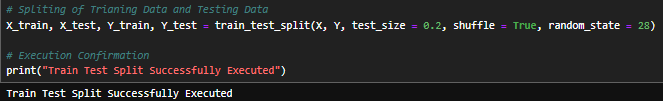 # Spliting of Trianing Data and Testing Data
X_train, X_test, Y_train, Y_test = train_test_split(X, Y, test_size = 0.2, shuffle = True, random_state = 28)
# Execution Confirmation
print("Train Test Split Successfully Executed")
Train Test Split Successfully Executed